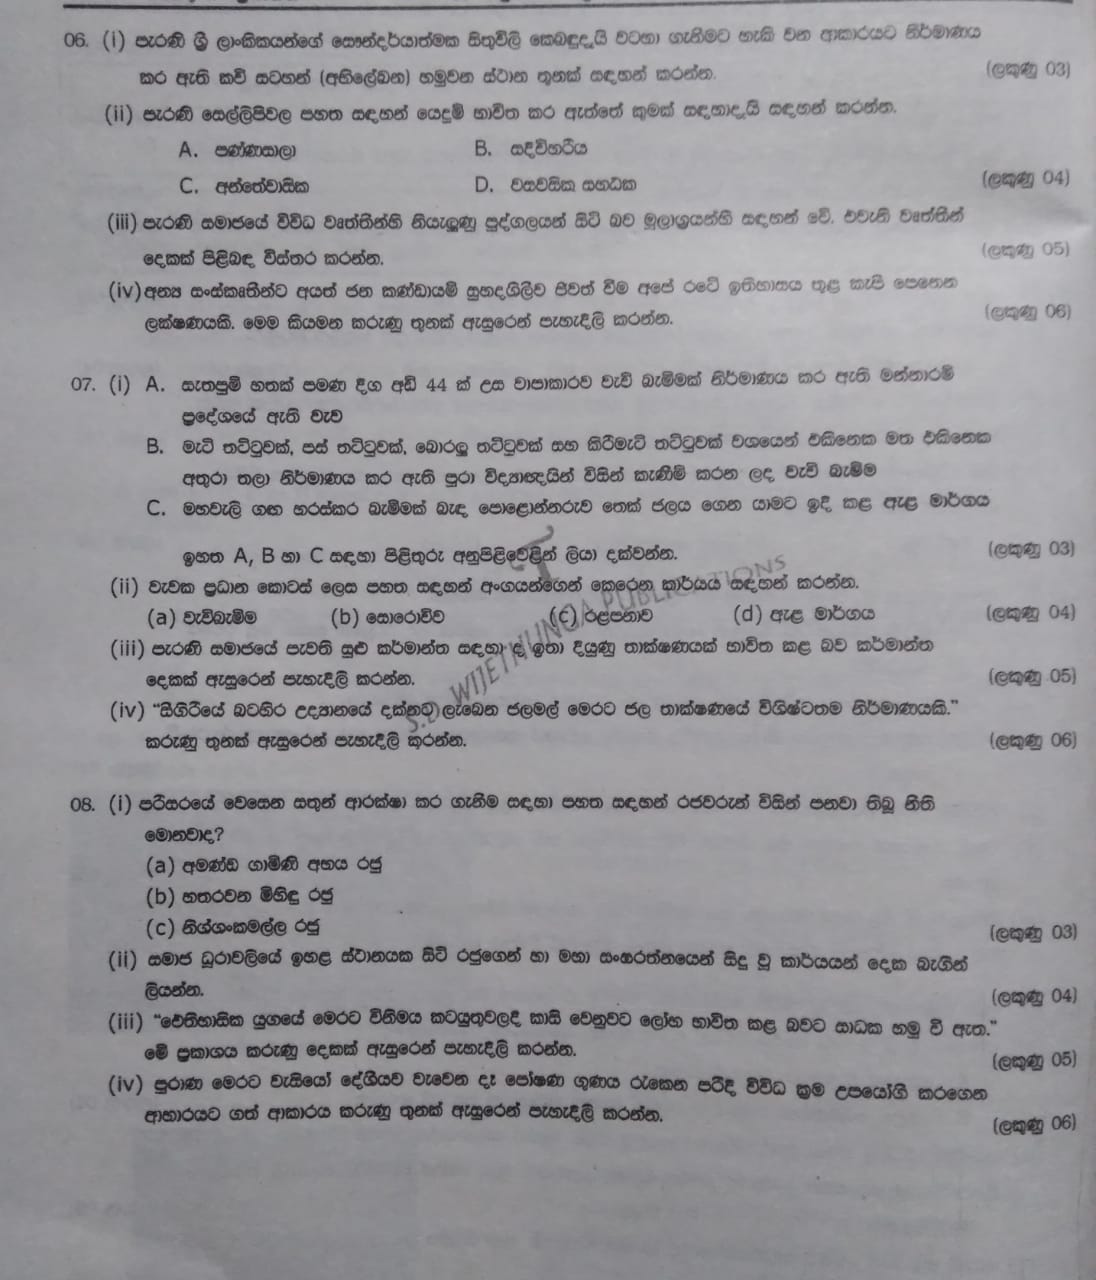 06. (i) පැරණි ශ්‍රී ලාංකිකයන්ගේ සෞන්දර්යාත්මක සිතුවිලි කෙබඳුදැයි වටහා ගැනීමට හැකි වන ආකාරයට නිර්මාණය
කර ඇති කවි සටහන් (අභිලේඛන) හමුවන ස්ථාන තුනක් සඳහන් කරන්න. (ලකුණු 03)
(ii) පැරණි සෙල්ලිපිවල පහත සඳහන් යෙදුම් භාවිත කර ඇත්තේ කුමක් සඳහාදැයි සඳහන් කරන්න.
A. පණ්ණසාලා B. සද්විහරිය
C. අන්තේවාසික D. වසවසික සහඨක (ලකුණු 04)
(iii) පැරණි සමාජයේ විවිධ වෘත්තීන්හි නියැලුණු පුද්ගලයන් සිටි බව මූලාශ්‍රයන්හි සඳහන් වේ. එවැනි වෘත්තීන්
දෙකක් පිළිබඳ විස්තර කරන්න. (ලකුණු 05)
(iv) අන්‍ය සංස්කෘතීන්ට අයත් ජන කණ්ඩායම් සුහදශීලීව ජීවත් වීම අපේ රටේ ඉතිහාසය තුළ කැපී පෙනෙන
ලක්ෂණයකි. මෙම කියමන කරුණු තුනක් ඇසුරෙන් පැහැදිලි කරන්න. (ලකුණු 06)
07. (i) A. සැතපුම් හතක් පමණ දිග අඩි 44 ක් උස චාපාකාරව වැව් බැම්මක් නිර්මාණය කර ඇති මන්නාරම්
ප්‍රදේශයේ ඇති වැව
B. මැටි තට්ටුවක්, පස් තට්ටුවක්, බොරලු තට්ටුවක් සහ කිරිමැටි තට්ටුවක් වශයෙන් එකිනෙක මත එකිනෙක
අතුරා තලා නිර්මාණය කර ඇති පුරා විද්‍යාඥයින් විසින් කැණීම් කරන ලද වැව් බැම්ම
C. මහවැලි ගඟ හරස්කර බැම්මක් බැඳ පොළොන්නරුව තෙක් ජලය ගෙන යාමට ඉදි කළ ඇළ මාර්ගය
ඉහත A, B හා C සඳහා පිළිතුරු අනුපිළිවෙළින් ලියා දක්වන්න. (ලකුණු 03)
(ii) වැවක ප්‍රධාන කොටස් ලෙස පහත සඳහන් අංගයන්ගෙන් කෙරෙන කාර්යය සඳහන් කරන්න.
(a) වැව්බැම්ම (b) සොරොව්ව (c) රළපනාව (d) ඇළ මාර්ගය (ලකුණු 04)
(iii) පැරණි සමාජයේ පැවති සුළු කර්මාන්ත සඳහා ද ඉතා දියුණු තාක්ෂණයක් භාවිත කළ බව කර්මාන්ත
දෙකක් ඇසුරෙන් පැහැදිලි කරන්න. (ලකුණු 05)
(iv) “සීගිරියේ බටහිර උද්‍යානයේ දක්නට ලැබෙන ජලමල් මෙරට ජල තාක්ෂණයේ විශිෂ්ටතම නිර්මාණයකි.”
කරුණු තුනක් ඇසුරෙන් පැහැදිලි කරන්න. (ලකුණු 06)
S.D WIJETHUNGA PUBLICATIONS
08. (i) පරිසරයේ වෙසෙන සතුන් ආරක්ෂා කර ගැනීම සඳහා පහත සඳහන් රජවරුන් විසින් පනවා තිබූ නීති
මොනවාද?
(a) අමණ්ඩ ගාමිණි අභය රජු
(b) හතරවන මිහිඳු රජු
(c) නිශ්ශංකමල්ල රජු (ලකුණු 03)
(ii) සමාජ ධූරාවලියේ ඉහළ ස්ථානයක සිටි රජුගෙන් හා මහා සංඝරත්නයෙන් සිදු වූ කාර්යයන් දෙක බැගින්
ලියන්න. (ලකුණු 04)
(iii) “ඓතිහාසික යුගයේ මෙරට විනිමය කටයුතුවලදී කාසි වෙනුවට ලෝහ භාවිත කළ බවට සාධක හමු වී ඇත.”
මේ ප්‍රකාශය කරුණු දෙකක් ඇසුරෙන් පැහැදිලි කරන්න. (ලකුණු 05)
(iv) පුරාණ මෙරට වැසියෝ දේශීයව වැවෙන දෑ පෝෂණ ගුණය රැකෙන පරිදි විවිධ ක්‍රම උපයෝගී කරගෙන
ආහාරයට ගත් ආකාරය කරුණු තුනක් ඇසුරෙන් පැහැදිලි කරන්න. (ලකුණු 06)